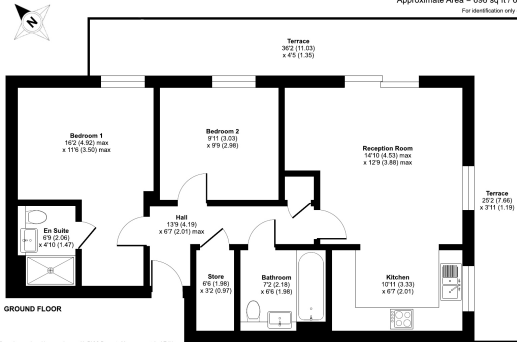 Approximate Area = 696 sq ft / 6
For identification only
N
Terrace
36'2 (11.03)
x 4'5 (1.35)
Bedroom 1
16'2 (4.92) max
x 11'6 (3.50) max
Bedroom 2
9'11 (3.03)
x 9'9 (2.98)
Reception Room
14'10 (4.53) max
x 12'9 (3.88) max
Terrace
25'2 (7.66)
x 3'11 (1.19)
En Suite
6'9 (2.06)
x 4'10 (1.47)
Hall
13'9 (4.19)
x 6'7 (2.01) max
Store
6'6 (1.98)
x 3'2 (0.97)
Bathroom
7'2 (2.18)
x 6'6 (1.98)
Kitchen
10'11 (3.33)
x 6'7 (2.01)
GROUND FLOOR